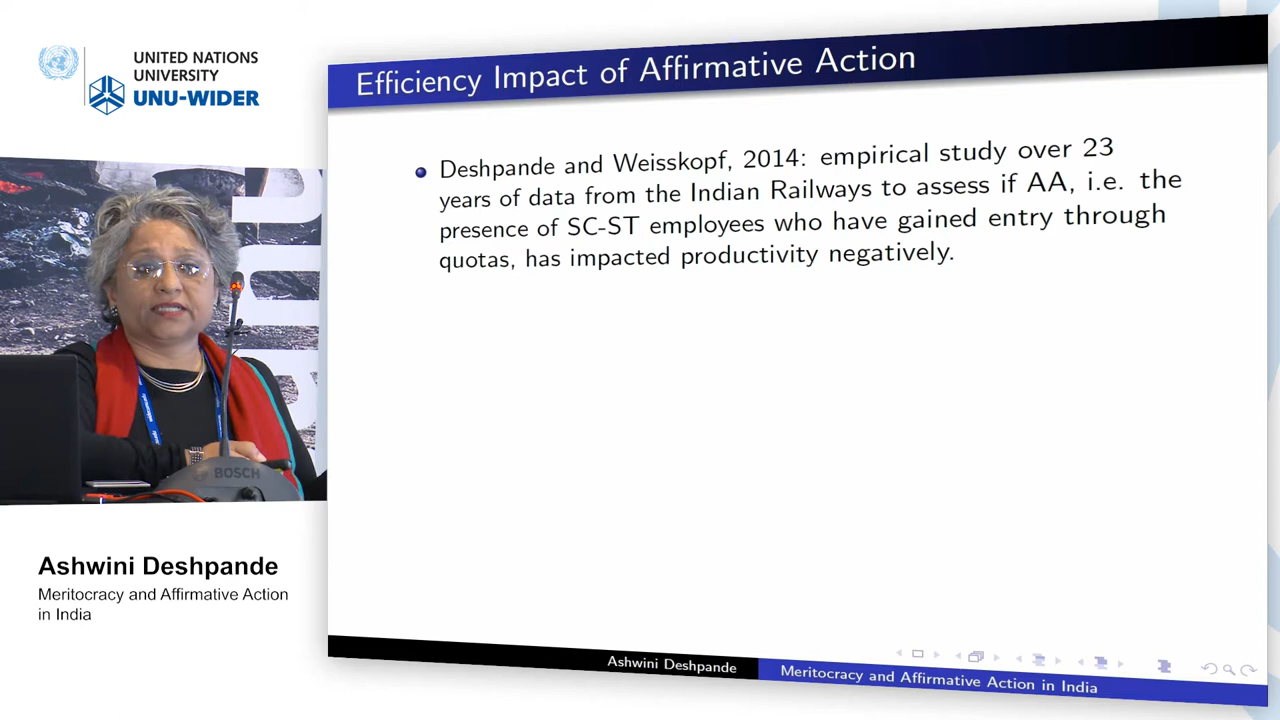 UNITED NATIONS
UNIVERSITY
UNU-WIDER
Efficiency Impact of Affirmative Action
Deshpande and Weisskopf, 2014: empirical study over 23
years of data from the Indian Railways to assess if AA, i.e. the
presence of SC-ST employees who have gained entry through
quotas, has impacted productivity negatively.
BOSCH
Ashwini Deshpande
Meritocracy and Affirmative Action
in India
Ashwini Deshpande
Meritocracy and Affirmative Action in India